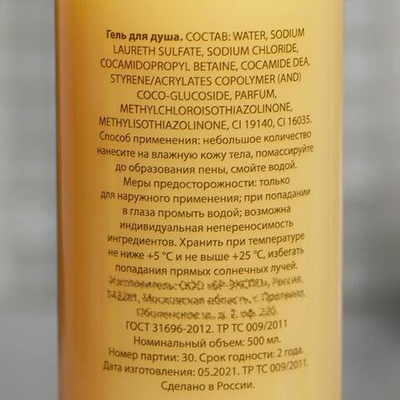 Гель для душа. СОСТАВ: WATER, SODIUM
LAURETH SULFATE, SODIUM CHLORIDE,
COCAMIDOPROPYL BETAINE, COCAMIDE DEA,
STYRENE/ACRYLATES COPOLYMER (AND)
COCO-GLUCOSIDE, PARFUM,
METHYLCHLOROISOTHIAZOLINONE,
METHYLISOTHIAZOLINONE, CI 19140, CI 16035.
Способ применения: небольшое количество
нанесите на влажную кожу тела, помассируйте
до образования пены, смойте водой.
Меры предосторожности: только
для наружного применения; при попадании
в глаза промыть водой; возможна
индивидуальная непереносимость
ингредиентов. Хранить при температуре
не ниже +5 °C и не выше +25 °C, избегать
попадания прямых солнечных лучей.
Изготовитель: ООО Россия,
Московская область, г.
ГОСТ 31696-2012. ТР ТС 009/2011
Номинальный объем: 500 мл.
Номер партии: 30. Срок годности: 2 года.
Дата изготовления: 05.2021. ТР ТС 009/2011
Сделано в России.